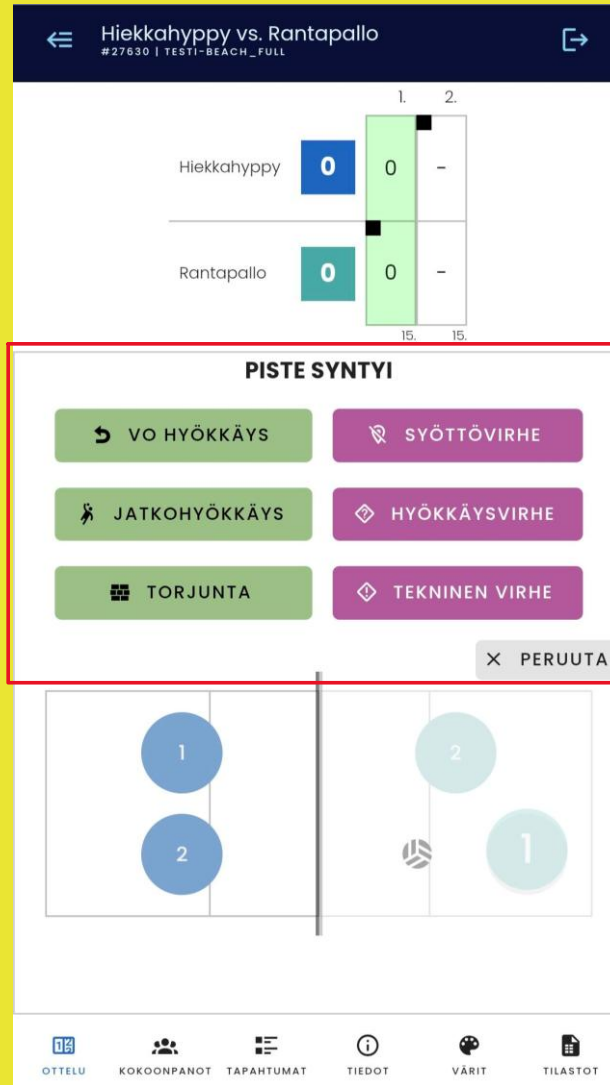 Hiekkahyppy vs. Rantapallo
#27630 | TESTI-BEACH_FULL
1. 2.
Hiekkahyppy 0 0 -
Rantapallo 0 0 -
15. 15.
PISTE SYNTYI
VO HYÖKKÄYS SYÖTTÖVIRHE
JATKOHYÖKKÄYS HYÖKKÄYSVIRHE
TORJUNTA TEKNINEN VIRHE
PERUUTA
1 2
2 1
OTTELU KOKOONPANOT TAPAHTUMAT TIEDOT VÄRIT TILASTOT